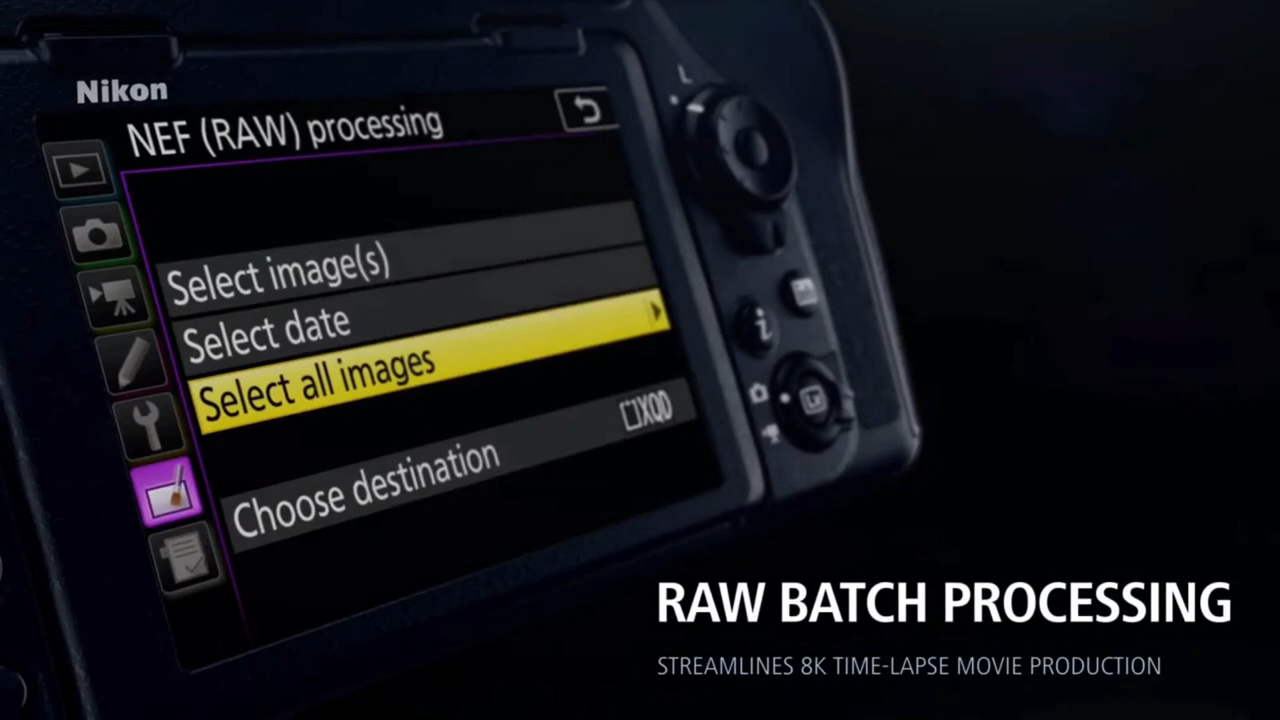 Nikon
NEF (RAW) processing
Select image(s)
Select date
Select all images
XQD
Choose destination
L
i
Lv
RAW BATCH PROCESSING
STREAMLINES 8K TIME-LAPSE MOVIE PRODUCTION